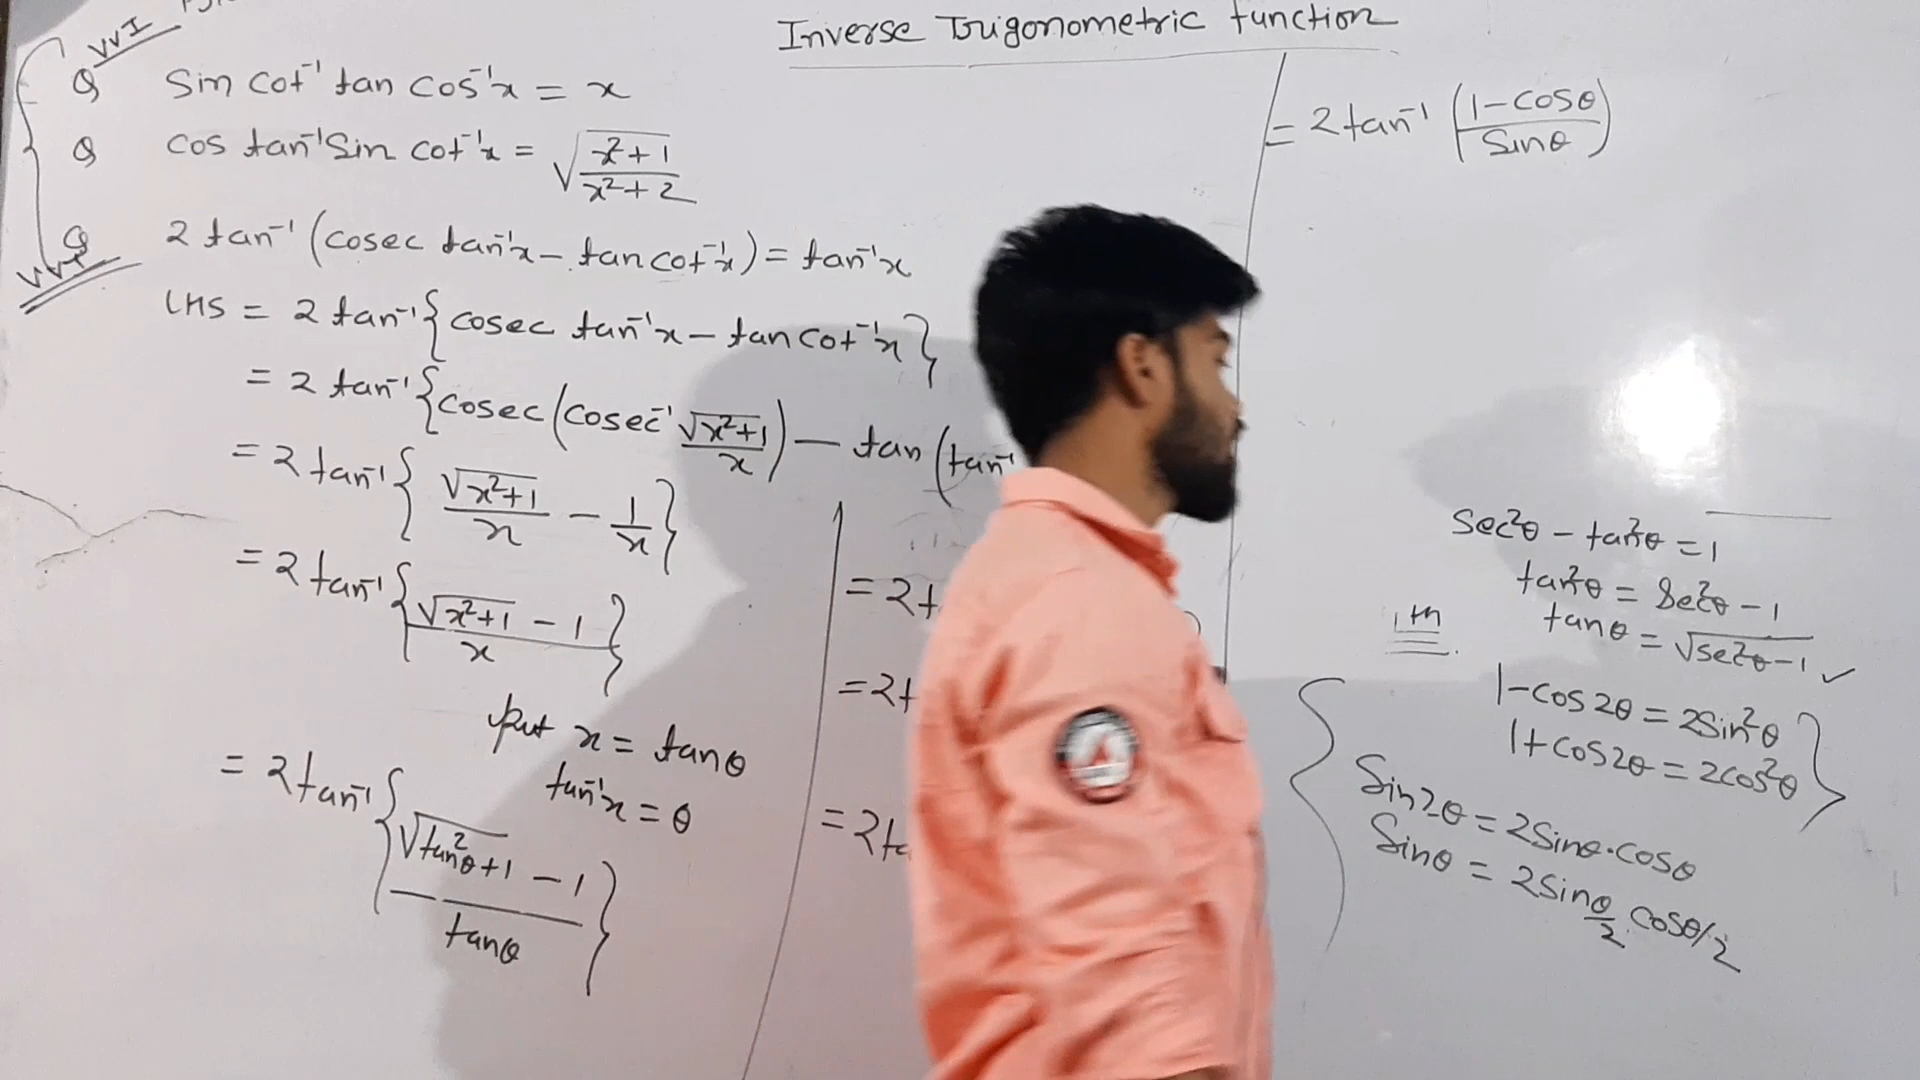 Inverse Trigonometric function
VVI
Q Sin cot⁻¹ tan cos⁻¹x = x
Q cos tan⁻¹ Sin cot⁻¹x = √((x²+1)/(x²+2))
VVI
Q 2 tan⁻¹ (cosec tan⁻¹x - tan cot⁻¹x) = tan⁻¹x
LHS = 2 tan⁻¹ {cosec tan⁻¹x - tan cot⁻¹x}
= 2 tan⁻¹ {cosec (cosec⁻¹ √(x²+1)/x) - tan (tan⁻¹
= 2 tan⁻¹ {√(x²+1)/x - 1/x}
= 2 tan⁻¹ {(√(x²+1) - 1)/x}
Put x = tanθ
tan⁻¹x = θ
= 2 tan⁻¹ {(√(tan²θ+1) - 1)/tanθ}
= 2t
= 2t
= 2ta
= 2 tan⁻¹ ((1-cosθ)/Sinθ)
Sec²θ - tan²θ = 1
tan²θ = Sec²θ - 1
tanθ = √(sec²θ-1) ✓
1-cos2θ = 2Sin²θ
1+cos2θ = 2cos²θ
Sin2θ = 2Sinθ·cosθ
Sinθ = 2Sin θ/2 cosθ/2